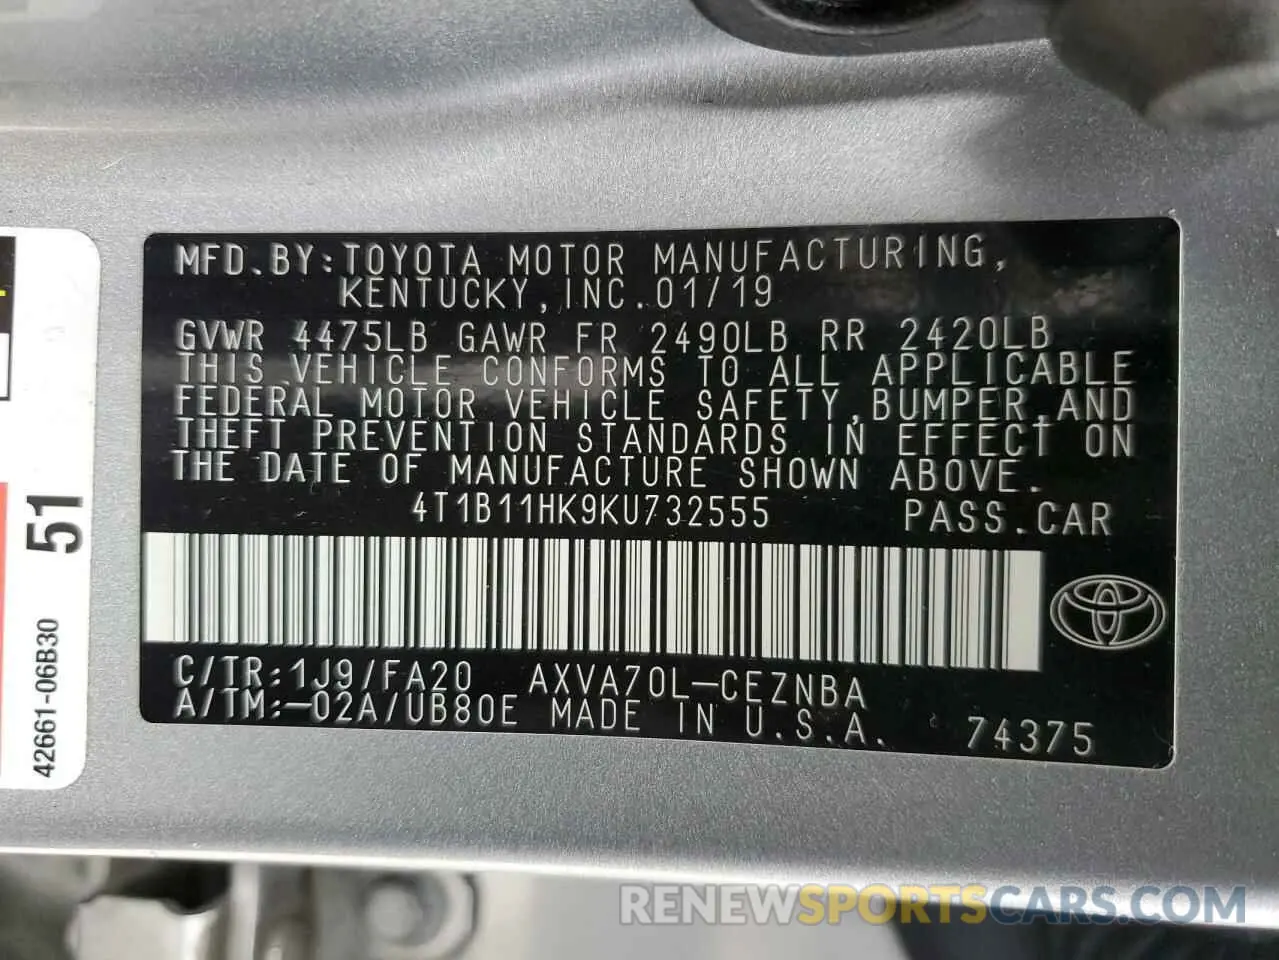 MFD.BY:TOYOTA MOTOR MANUFACTURING,
KENTUCKY,INC.01/19
GVWR 4475LB GAWR FR 2490LB RR 2420LB
THIS VEHICLE CONFORMS TO ALL APPLICABLE
FEDERAL MOTOR VEHICLE SAFETY,BUMPER,AND
THEFT PREVENTION STANDARDS IN EFFECT ON
THE DATE OF MANUFACTURE SHOWN ABOVE.
4T1B11HK9KU732555 PASS.CAR
C/TR:1J9/FA20 AXVA70L-CEZNBA
A/TM:-02A/UB80E MADE IN U.S.A. 74375
51
42661-06B30
RENEWSPORTSCARS.COM